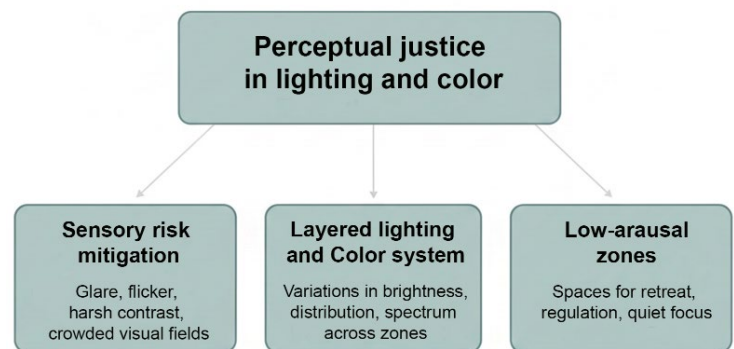 Perceptual justice
in lighting and color
Sensory risk
mitigation
Glare, flicker,
harsh contrast,
crowded visual fields
Layered lighting
and Color system
Variations in brightness,
distribution, spectrum
across zones
Low-arausal
zones
Spaces for retreat,
regulation, quiet focus